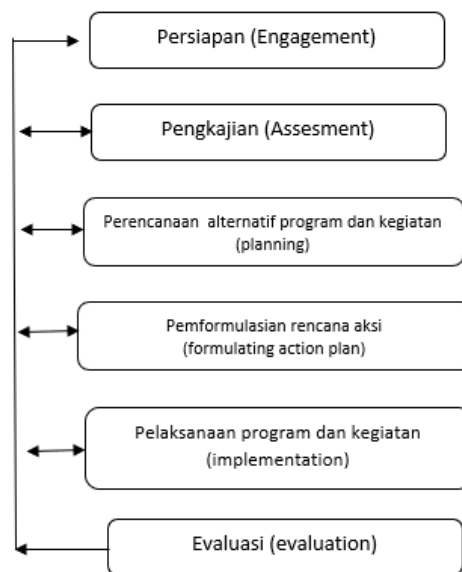 Persiapan (Engagement)
Pengkajian (Assesment)
Perencanaan alternatif program dan kegiatan
(planning)
Pemformulasian rencana aksi
(formulating action plan)
Pelaksanaan program dan kegiatan
(implementation)
Evaluasi (evaluation)